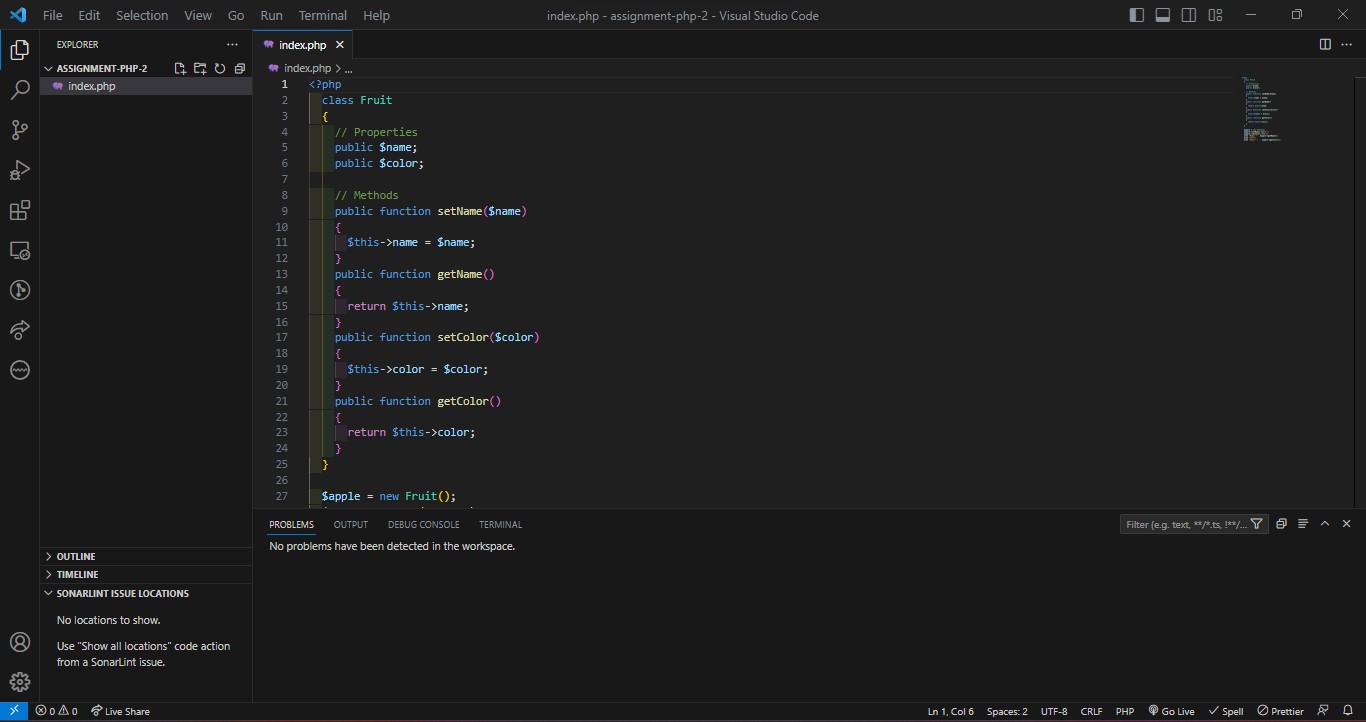 File Edit Selection View Go Run Terminal Help index.php - assignment-php-2 - Visual Studio Code
EXPLORER
index.php
ASSIGNMENT-PHP-2
index.php
index.php > ...
1 <?php
2 class Fruit
3 {
4 // Properties
5 public $name;
6 public $color;
7
8 // Methods
9 public function setName($name)
10 {
11 $this->name = $name;
12 }
13 public function getName()
14 {
15 return $this->name;
16 }
17 public function setColor($color)
18 {
19 $this->color = $color;
20 }
21 public function getColor()
22 {
23 return $this->color;
24 }
25 }
26
27 $apple = new Fruit();
OUTLINE
TIMELINE
SONARLINT ISSUE LOCATIONS
No locations to show.
Use "Show all locations" code action
from a SonarLint issue.
PROBLEMS OUTPUT DEBUG CONSOLE TERMINAL Filter (e.g. text, **/*.ts, !**/...
No problems have been detected in the workspace.
0 0 Live Share Ln 1, Col 6 Spaces: 2 UTF-8 CRLF PHP Go Live Spell Prettier